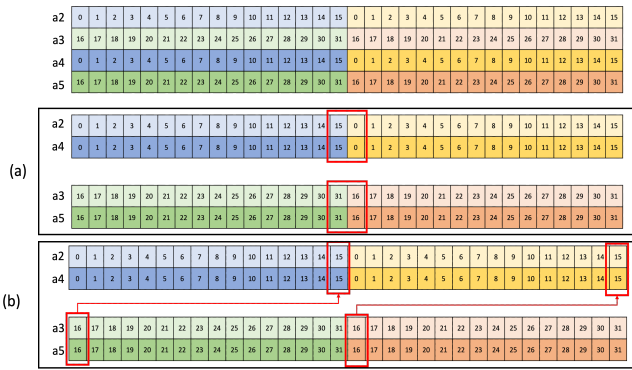 a2 0 1 2 3 4 5 6 7 8 9 10 11 12 13 14 15 0 1 2 3 4 5 6 7 8 9 10 11 12 13 14 15
a3 16 17 18 19 20 21 22 23 24 25 26 27 28 29 30 31 16 17 18 19 20 21 22 23 24 25 26 27 28 29 30 31
a4 0 1 2 3 4 5 6 7 8 9 10 11 12 13 14 15 0 1 2 3 4 5 6 7 8 9 10 11 12 13 14 15
a5 16 17 18 19 20 21 22 23 24 25 26 27 28 29 30 31 16 17 18 19 20 21 22 23 24 25 26 27 28 29 30 31
(a)
a2 0 1 2 3 4 5 6 7 8 9 10 11 12 13 14 15 0 1 2 3 4 5 6 7 8 9 10 11 12 13 14 15
a4 0 1 2 3 4 5 6 7 8 9 10 11 12 13 14 15 0 1 2 3 4 5 6 7 8 9 10 11 12 13 14 15
a3 16 17 18 19 20 21 22 23 24 25 26 27 28 29 30 31 16 17 18 19 20 21 22 23 24 25 26 27 28 29 30 31
a5 16 17 18 19 20 21 22 23 24 25 26 27 28 29 30 31 16 17 18 19 20 21 22 23 24 25 26 27 28 29 30 31
(b)
a2 0 1 2 3 4 5 6 7 8 9 10 11 12 13 14 15 0 1 2 3 4 5 6 7 8 9 10 11 12 13 14 15
a4 0 1 2 3 4 5 6 7 8 9 10 11 12 13 14 15 0 1 2 3 4 5 6 7 8 9 10 11 12 13 14 15
a3 16 17 18 19 20 21 22 23 24 25 26 27 28 29 30 31 16 17 18 19 20 21 22 23 24 25 26 27 28 29 30 31
a5 16 17 18 19 20 21 22 23 24 25 26 27 28 29 30 31 16 17 18 19 20 21 22 23 24 25 26 27 28 29 30 31